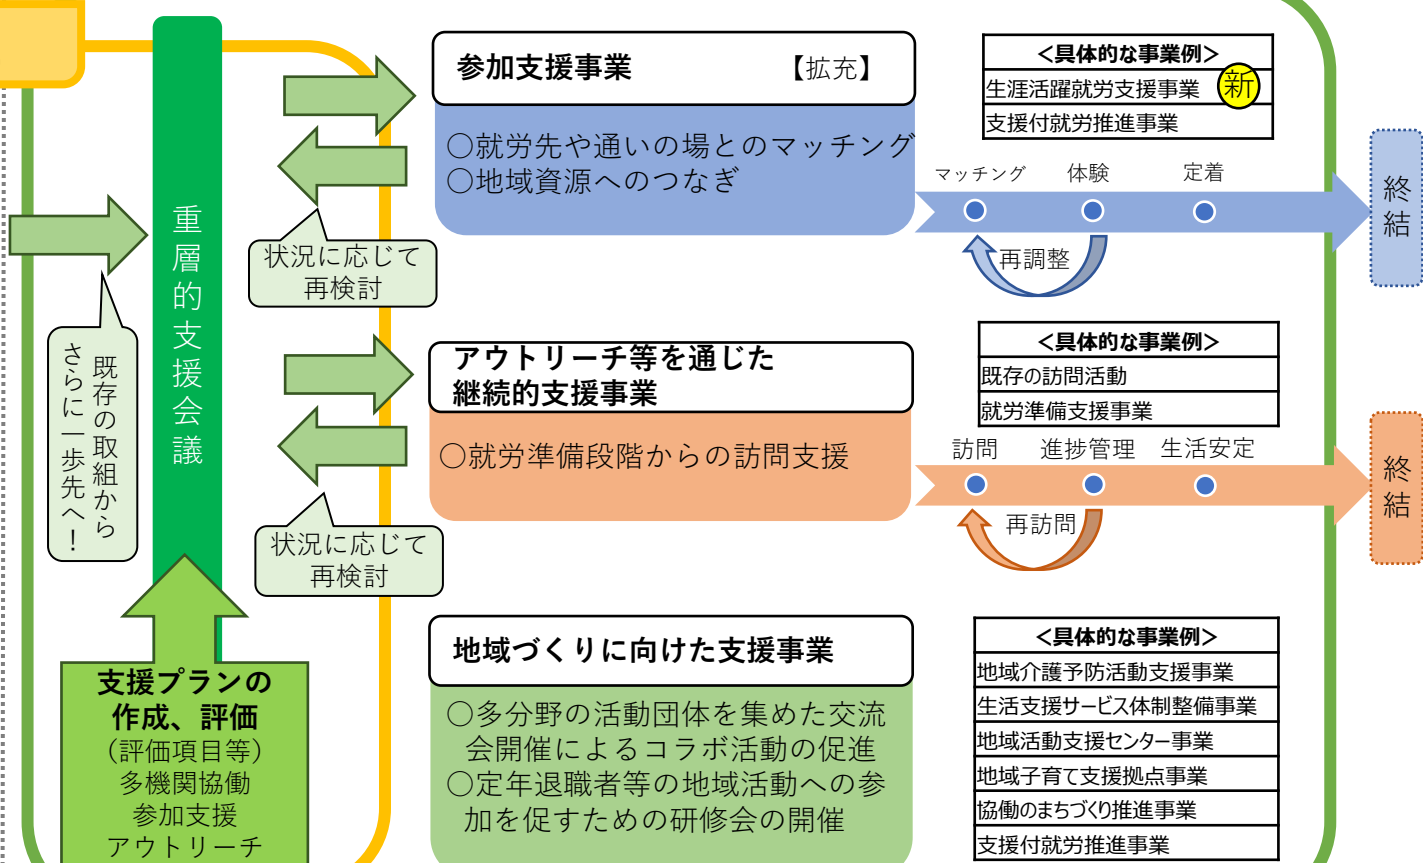 参加支援事業 【拡充】
○就労先や通いの場とのマッチング
○地域資源へのつなぎ
<具体的な事業例>
生涯活躍就労支援事業 新
支援付就労推進事業
マッチング 体験 定着
再調整
終結
状況に応じて
再検討
重層的支援会議
既存の取組から
さらに一歩先へ!
アウトリーチ等を通じた
継続的支援事業
○就労準備段階からの訪問支援
<具体的な事業例>
既存の訪問活動
就労準備支援事業
訪問 進捗管理 生活安定
再訪問
終結
状況に応じて
再検討
支援プランの
作成、評価
(評価項目等)
多機関協働
参加支援
アウトリーチ
地域づくりに向けた支援事業
○多分野の活動団体を集めた交流
会開催によるコラボ活動の促進
○定年退職者等の地域活動への参
加を促すための研修会の開催
<具体的な事業例>
地域介護予防活動支援事業
生活支援サービス体制整備事業
地域活動支援センター事業
地域子育て支援拠点事業
協働のまちづくり推進事業
支援付就労推進事業